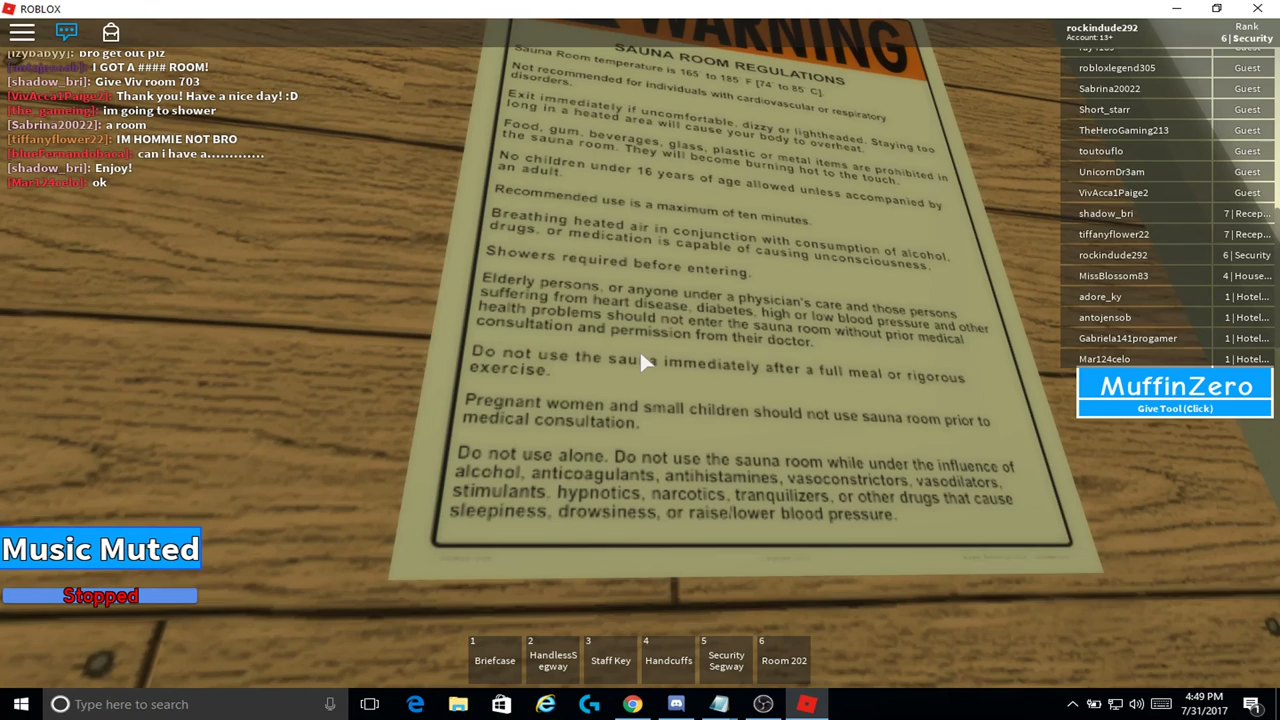 ROBLOX
[izybabyy]: bro get out plz
I GOT A #### ROOM!
[shadow_bri]: Give Viv room 703
[VivAcca1Paige2]: Thank you! Have a nice day! :D
[the_gameing]: im going to shower
[Sabrina20022]: a room
[tiffanyflower22]: IM HOMMIE NOT BRO
[blueFernandobaca]: can i have a.............
[shadow_bri]: Enjoy!
[Mar124celo]: ok
WARNING
SAUNA ROOM REGULATIONS
Sauna Room temperature is 165° to 185° F [74° to 85° C].
Not recommended for individuals with cardiovascular or respiratory
disorders.
Exit immediately if uncomfortable, dizzy or lightheaded. Staying too
long in a heated area will cause your body to overheat.
Food, gum, beverages, glass, plastic or metal items are prohibited in
the sauna room. They will become burning hot to the touch.
No children under 16 years of age allowed unless accompanied by
an adult.
Recommended use is a maximum of ten minutes.
Breathing heated air in conjunction with consumption of alcohol,
drugs, or medication is capable of causing unconsciousness.
Showers required before entering.
Elderly persons, or anyone under a physician's care and those persons
suffering from heart disease, diabetes, high or low blood pressure and other
health problems should not enter the sauna room without prior medical
consultation and permission from their doctor.
Do not use the sauna immediately after a full meal or rigorous
exercise.
Pregnant women and small children should not use sauna room prior to
medical consultation.
Do not use alone. Do not use the sauna room while under the influence of
alcohol, anticoagulants, antihistamines, vasoconstrictors, vasodilators,
stimulants, hypnotics, narcotics, tranquilizers, or other drugs that cause
sleepiness, drowsiness, or raise/lower blood pressure.
rockindude292
Account: 13+
Rank
6 | Security
robloxlegend305 Guest
Sabrina20022 Guest
Short_starr Guest
TheHeroGaming213 Guest
toutouflo Guest
UnicornDr3am Guest
VivAcca1Paige2 Guest
shadow_bri 7 | Recep...
tiffanyflower22 7 | Recep...
rockindude292 6 | Security
MissBlossom83 4 | House...
adore_ky 1 | Hotel...
antojensob 1 | Hotel...
Gabriela141progamer 1 | Hotel...
Mar124celo 1 | Hotel...
MuffinZero
Give Tool (Click)
Music Muted
Stopped
1 Briefcase
2 HandlessS
egway
3 Staff Key
4 Handcuffs
5 Security
Segway
6 Room 202
Type here to search
4:49 PM
7/31/2017
1